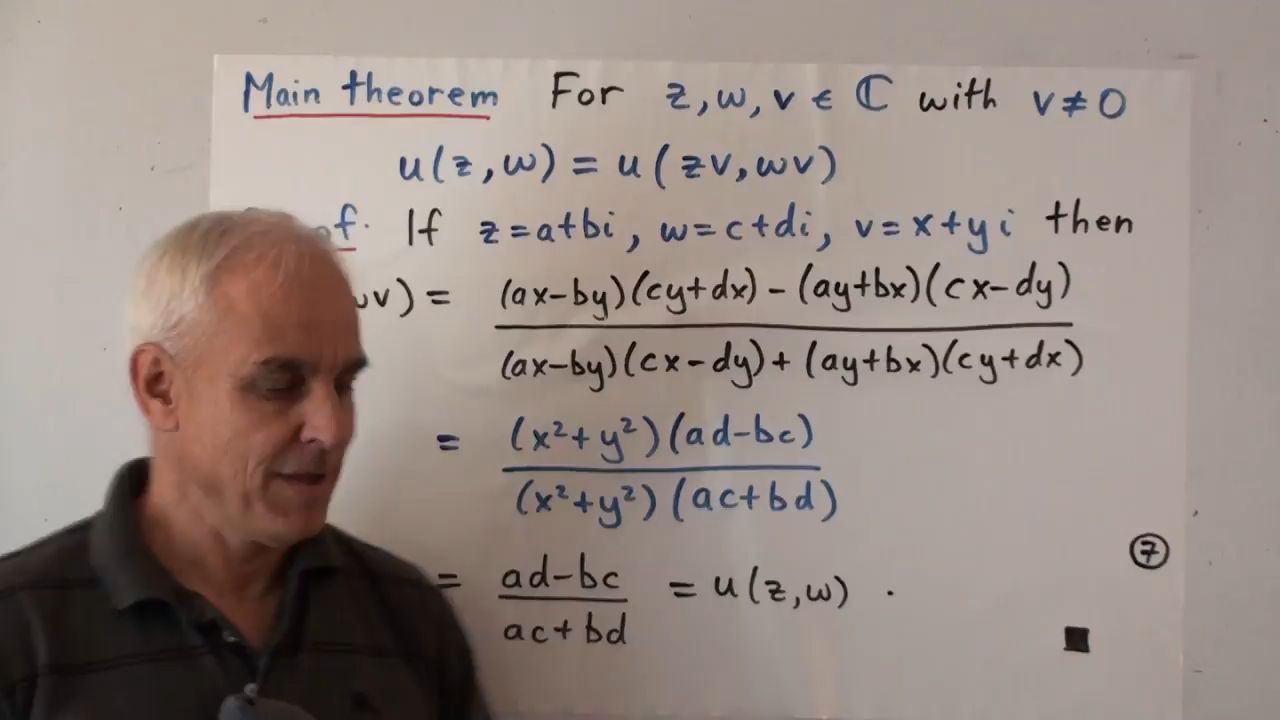 Main theorem For z, w, v ∈ ℂ with v ≠ 0
u(z, w) = u(zv, wv)
If z = a+bi, w = c+di, v = x+yi then
v) = (ax-by)(cy+dx) - (ay+bx)(cx-dy)
(ax-by)(cx-dy) + (ay+bx)(cy+dx)
= (x²+y²)(ad-bc)
(x²+y²)(ac+bd)
= ad-bc = u(z, w).
ac+bd
7